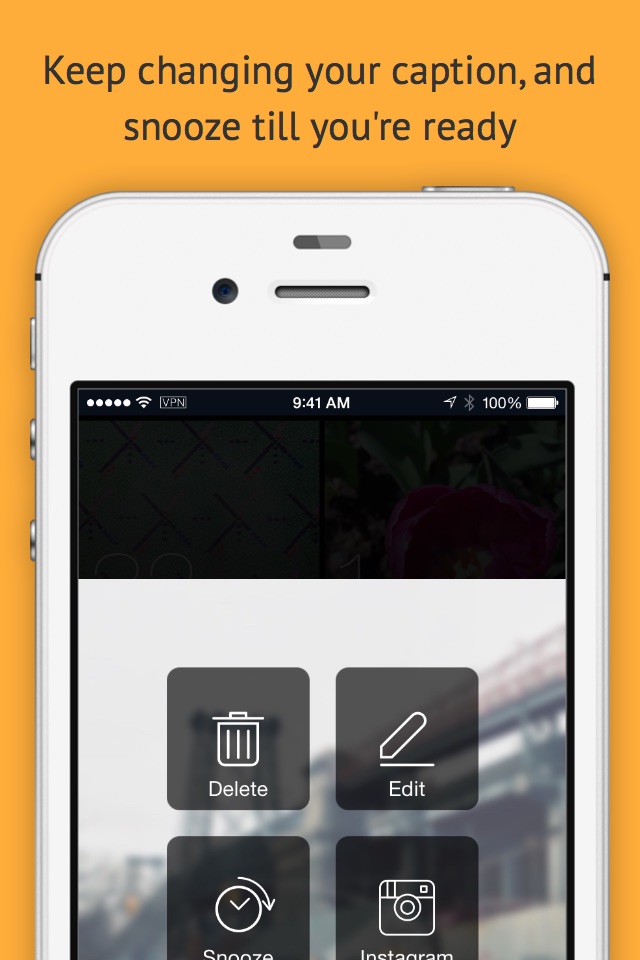 Keep changing your caption, and
snooze till you're ready
VPN 9:41 AM 100%
Delete Edit
Snooze Instagram